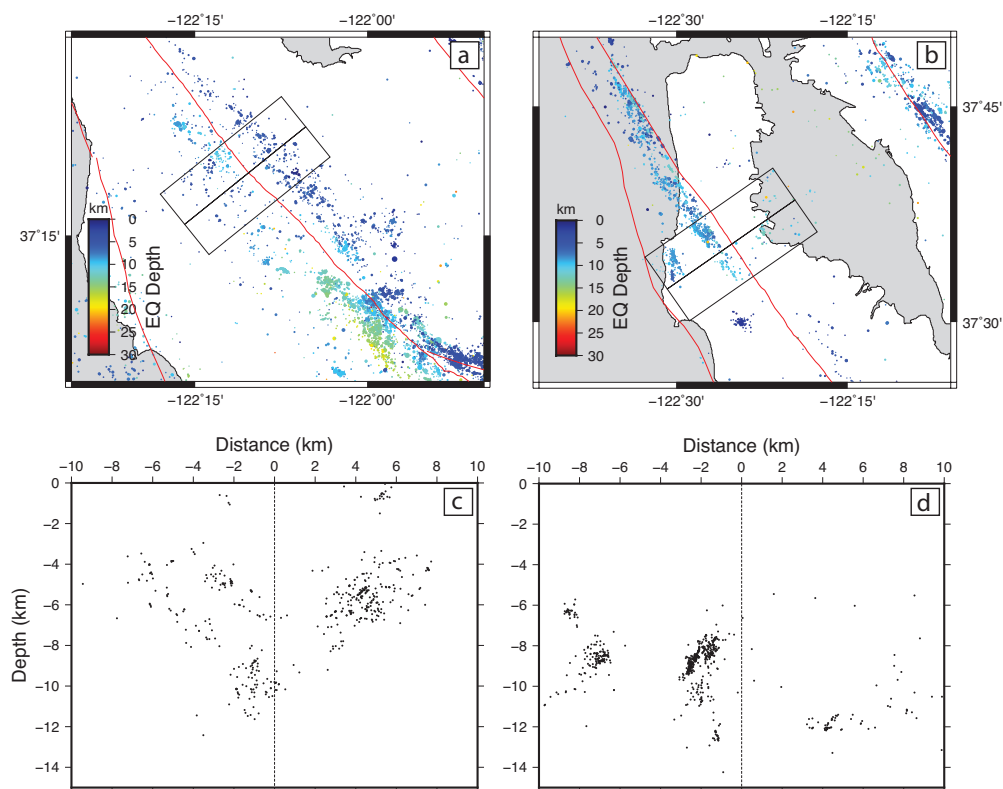 -122˚15' -122˚00'
a
km
0
5
10
15
20
25
30
EQ Depth
37˚15'
-122˚15' -122˚00'
-122˚30' -122˚15'
b
37˚45'
km
0
5
10
15
20
25
30
EQ Depth
37˚30'
-122˚30' -122˚15'
Distance (km)
-10 -8 -6 -4 -2 0 2 4 6 8 10
c
0
-2
-4
-6
-8
-10
-12
-14
Depth (km)
Distance (km)
-10 -8 -6 -4 -2 0 2 4 6 8 10
d
0
-2
-4
-6
-8
-10
-12
-14